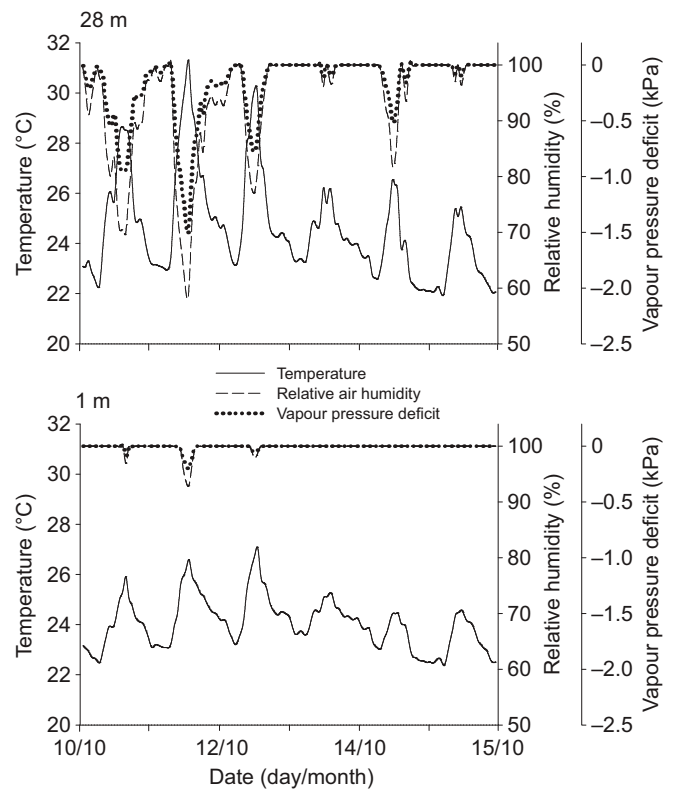 28 m
32
30
28
26
24
22
20
Temperature (°C)
100
90
80
70
60
50
Relative humidity (%)
0
–0.5
–1.0
–1.5
–2.0
–2.5
Vapour pressure deficit (kPa)
Temperature
Relative air humidity
Vapour pressure deficit
1 m
32
30
28
26
24
22
20
Temperature (°C)
100
90
80
70
60
50
Relative humidity (%)
0
–0.5
–1.0
–1.5
–2.0
–2.5
Vapour pressure deficit (kPa)
10/10 12/10 14/10 15/10
Date (day/month)